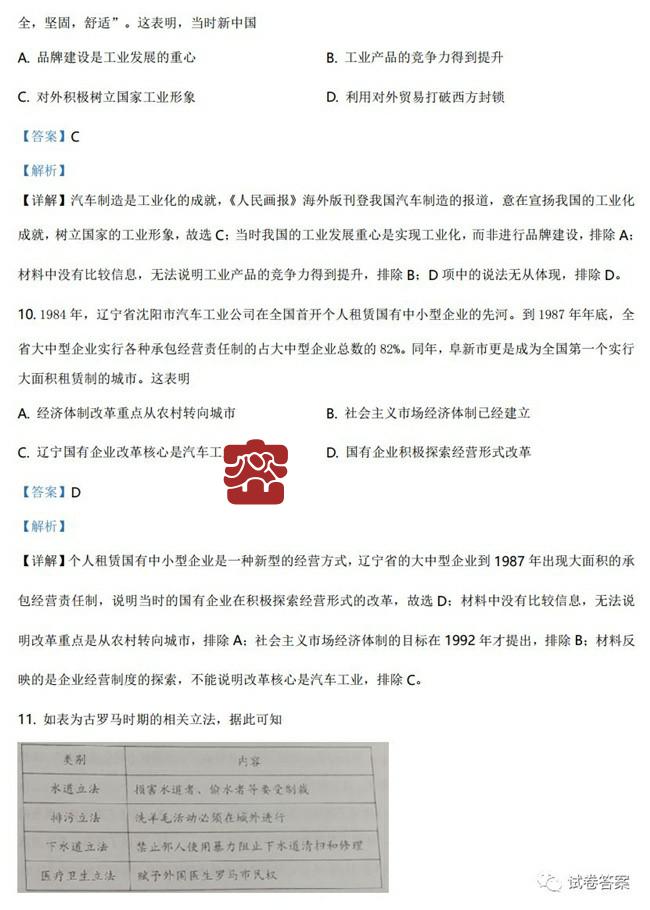 全，坚固，舒适”。这表明，当时新中国
A. 品牌建设是工业发展的重心 B. 工业产品的竞争力得到提升
C. 对外积极树立国家工业形象 D. 利用对外贸易打破西方封锁
【答案】C
【解析】
【详解】汽车制造是工业化的成就，《人民画报》海外版刊登我国汽车制造的报道，意在宣扬我国的工业化
成就，树立国家的工业形象，故选 C；当时我国的工业发展重心是实现工业化，而非进行品牌建设，排除 A；
材料中没有比较信息，无法说明工业产品的竞争力得到提升，排除 B；D 项中的说法无从体现，排除 D。
10. 1984 年，辽宁省沈阳市汽车工业公司在全国首开个人租赁国有中小型企业的先河。到 1987 年年底，全
省大中型企业实行各种承包经营责任制的占大中型企业总数的 82%。同年，阜新市更是成为全国第一个实行
大面积租赁制的城市。这表明
A. 经济体制改革重点从农村转向城市 B. 社会主义市场经济体制已经建立
C. 辽宁国有企业改革核心是汽车工 D. 国有企业积极探索经营形式改革
【答案】D
【解析】
【详解】个人租赁国有中小型企业是一种新型的经营方式，辽宁省的大中型企业到 1987 年出现大面积的承
包经营责任制，说明当时的国有企业在积极探索经营形式的改革，故选 D；材料中没有比较信息，无法说
明改革重点是从农村转向城市，排除 A；社会主义市场经济体制的目标在 1992 年才提出，排除 B；材料反
映的是企业经营制度的探索，不能说明改革核心是汽车工业，排除 C。
11. 如表为古罗马时期的相关立法，据此可知
类别 内容
水道立法 损害水道者、偷水者等要受制裁
排污立法 洗羊毛活动必须在城外进行
下水道立法 禁止邻人使用暴力阻止下水道清扫和修理
医疗卫生立法 赋予外国医生罗马市民权
试卷答案